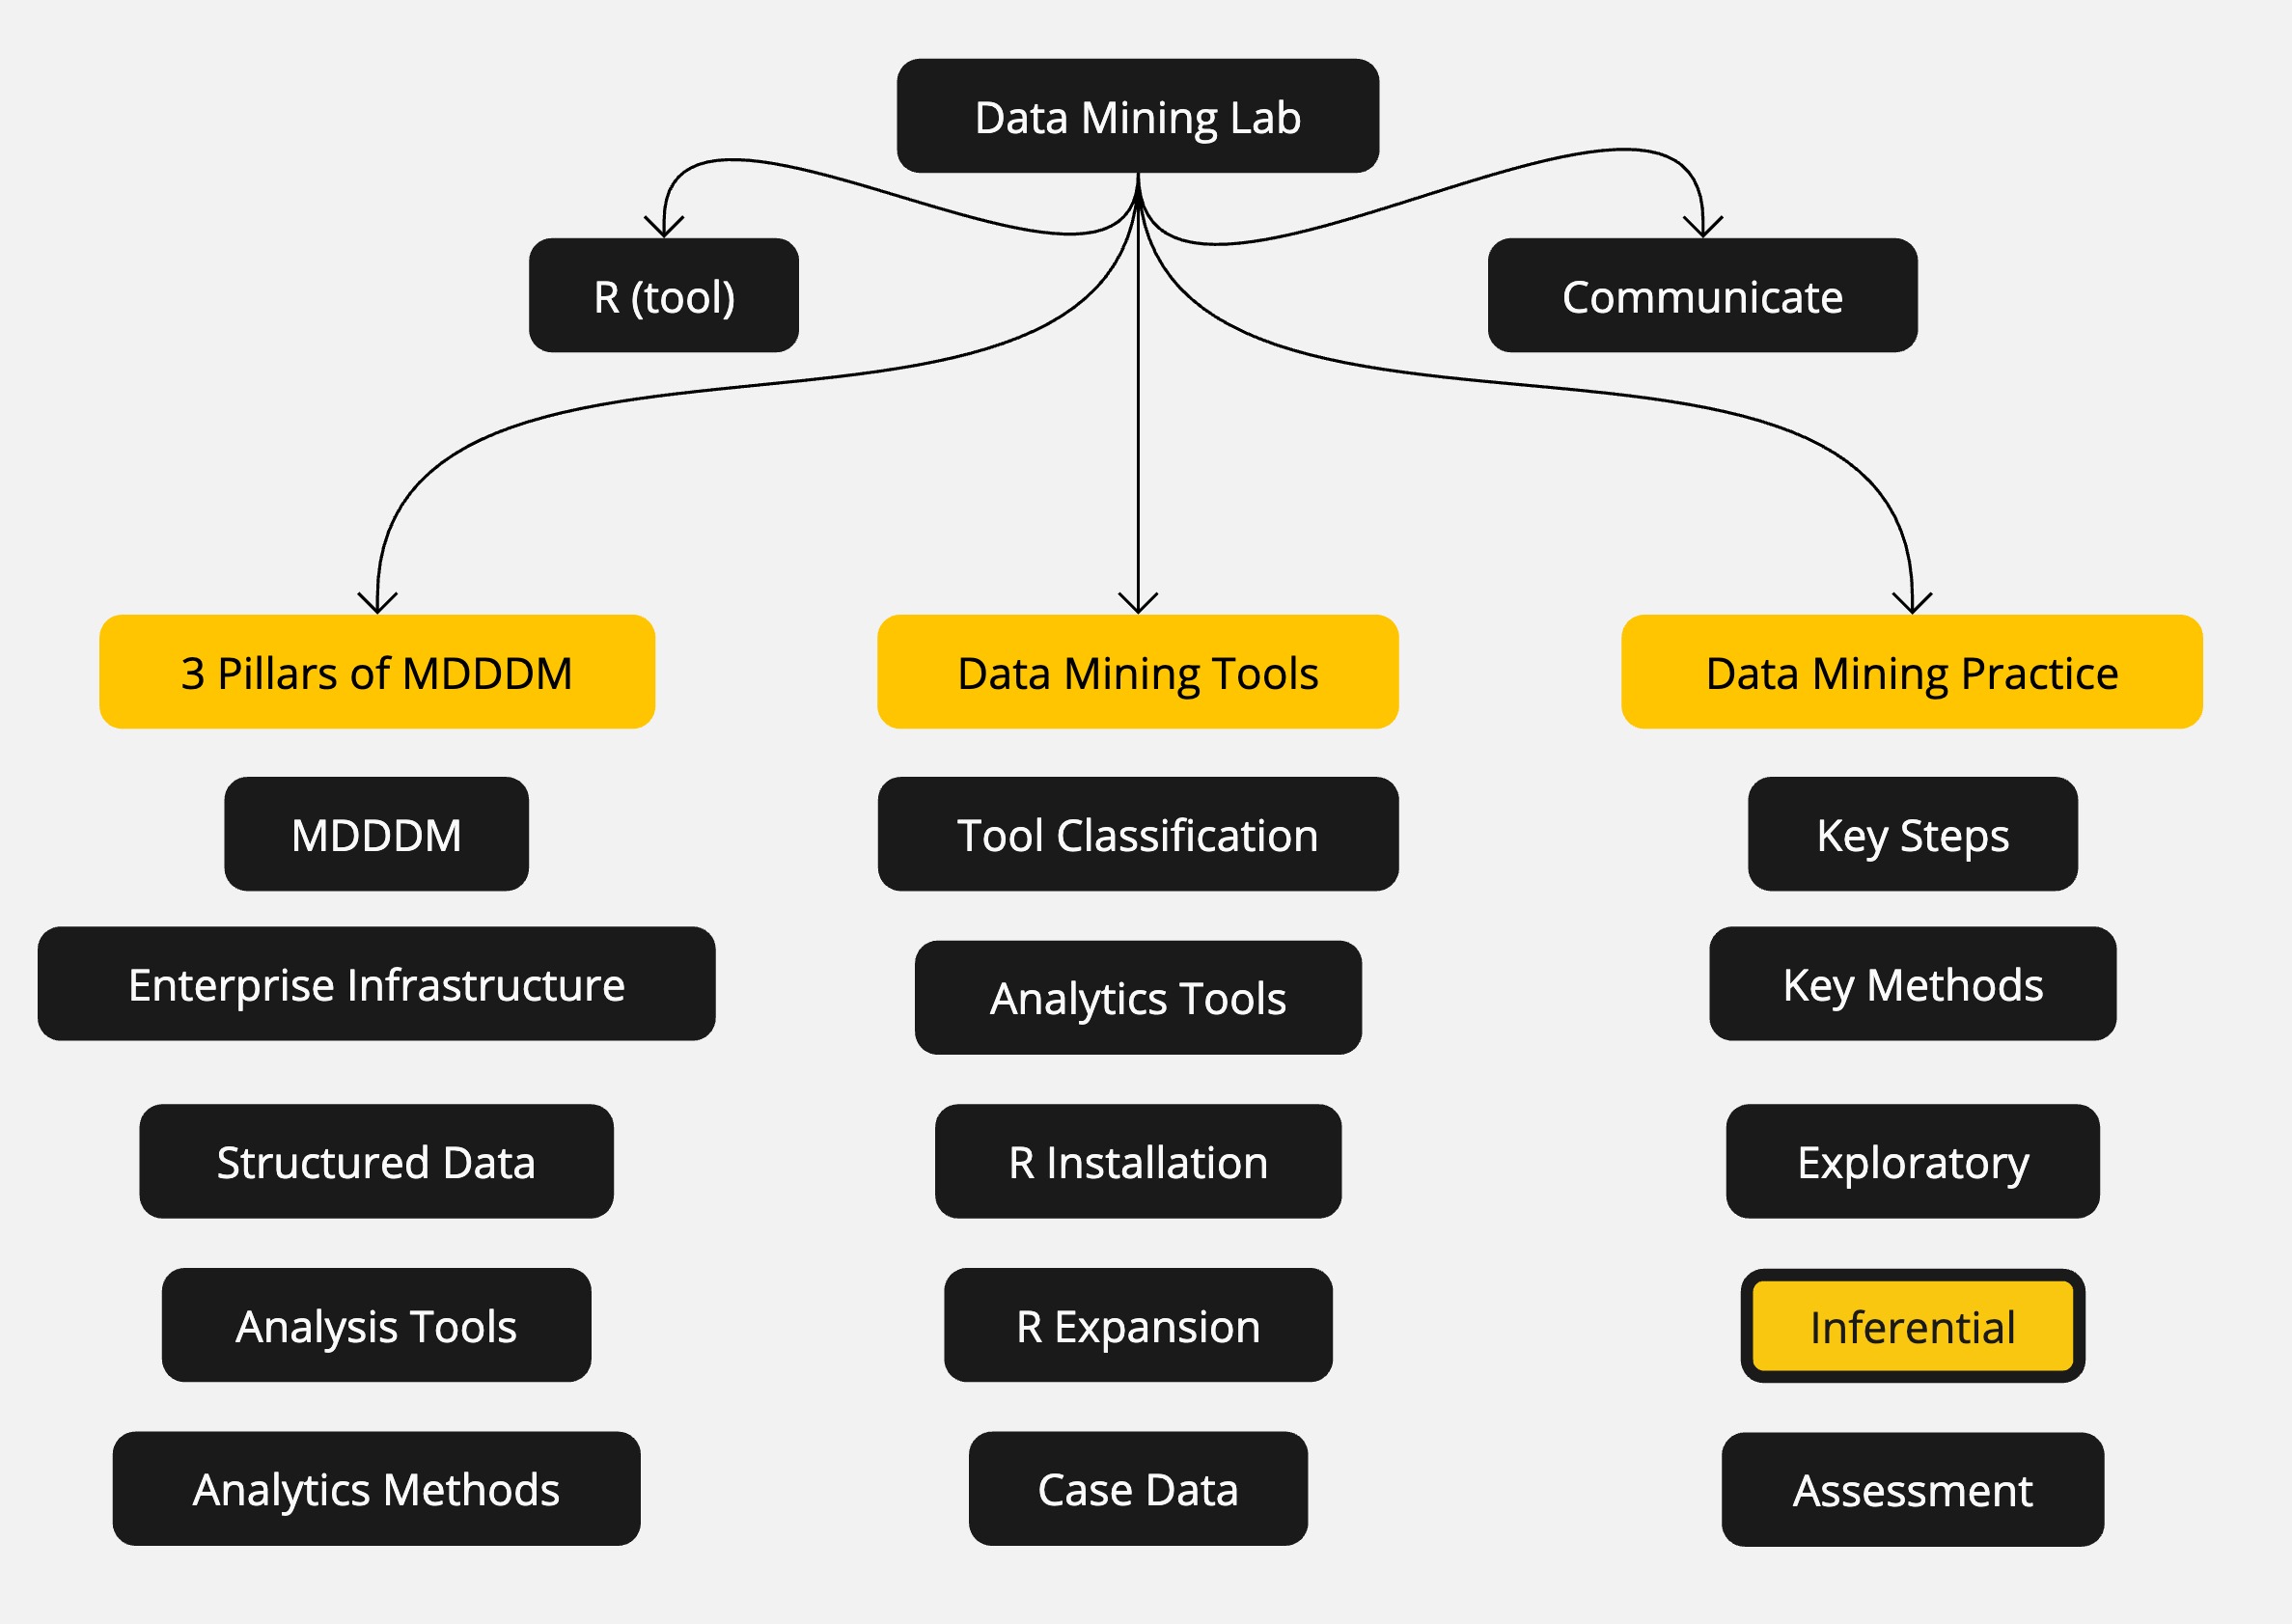 Data Mining Lab
R (tool)
Communicate
3 Pillars of MDDDM
Data Mining Tools
Data Mining Practice
MDDDM
Tool Classification
Key Steps
Enterprise Infrastructure
Analytics Tools
Key Methods
Structured Data
R Installation
Exploratory
Analysis Tools
R Expansion
Inferential
Analytics Methods
Case Data
Assessment